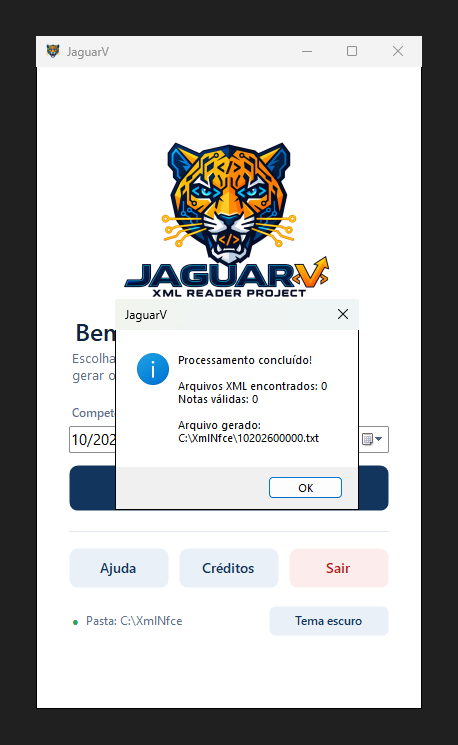 JaguarV
JAGUARV
XML READER PROJECT
JaguarV
Processamento concluído!
Arquivos XML encontrados: 0
Notas válidas: 0
Arquivo gerado:
C:\XmlNfce\10202600000.txt
OK
Bem
Escolha
gerar o
Compet
10/202
Ajuda
Créditos
Sair
Pasta: C:\XmlNfce
Tema escuro